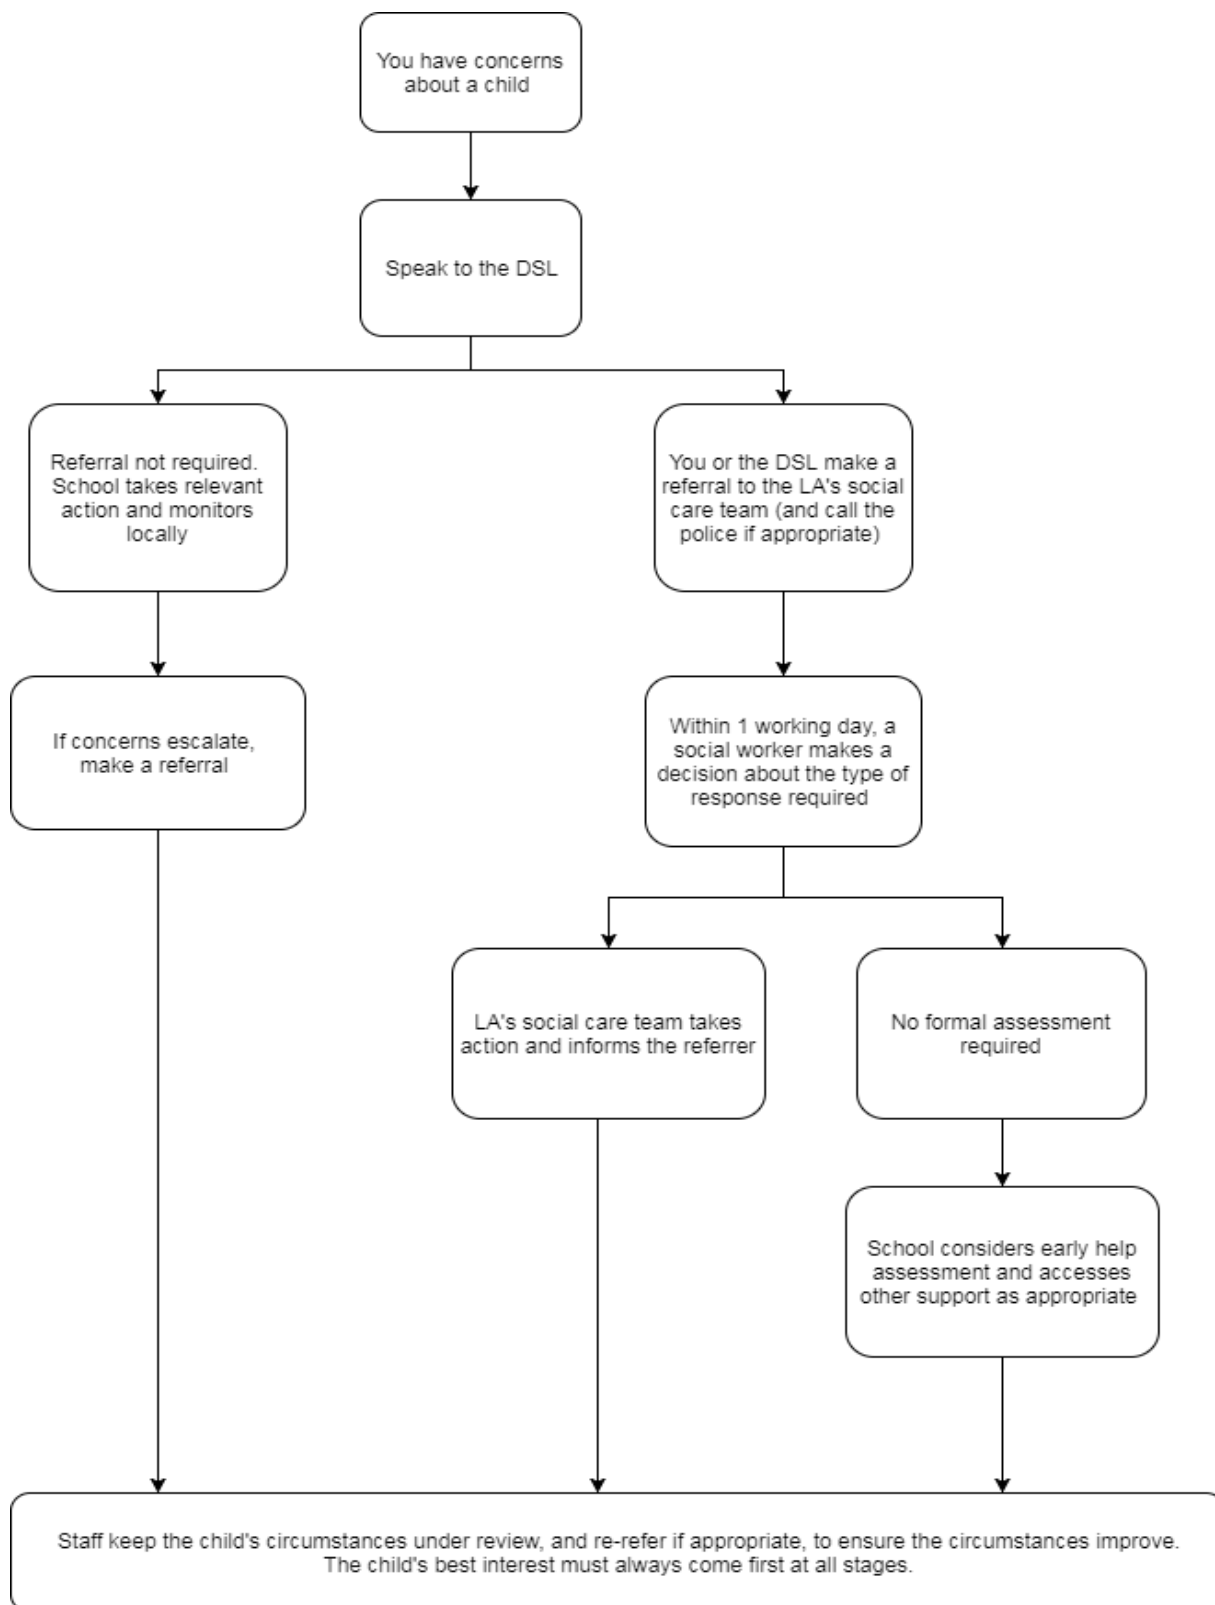 You have concerns
about a child
Speak to the DSL
Referral not required.
School takes relevant
action and monitors
locally
You or the DSL make a
referral to the LA's social
care team (and call the
police if appropriate)
If concerns escalate,
make a referral
Within 1 working day, a
social worker makes a
decision about the type of
response required
LA's social care team takes
action and informs the referrer
No formal assessment
required
School considers early help
assessment and accesses
other support as appropriate
Staff keep the child's circumstances under review, and re-refer if appropriate, to ensure the circumstances improve.
The child's best interest must always come first at all stages.